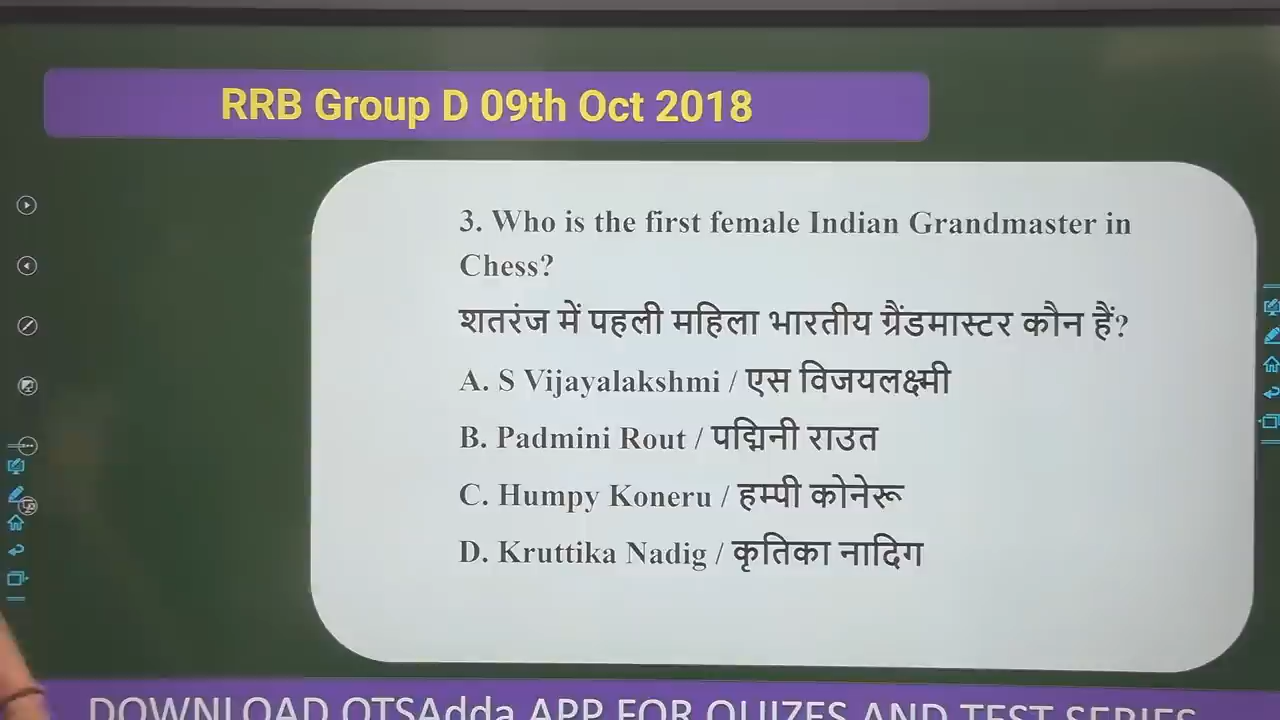 RRB Group D 09th Oct 2018
3. Who is the first female Indian Grandmaster in
Chess?
शतरंज में पहली महिला भारतीय ग्रैंडमास्टर कौन हैं?
A. S Vijayalakshmi / एस विजयलक्ष्मी
B. Padmini Rout / पद्मिनी राउत
C. Humpy Koneru / हम्पी कोनेरू
D. Kruttika Nadig / कृतिका नादिग
DOWNLOAD OTSAdda APP FOR QUIZES AND TEST SERIES